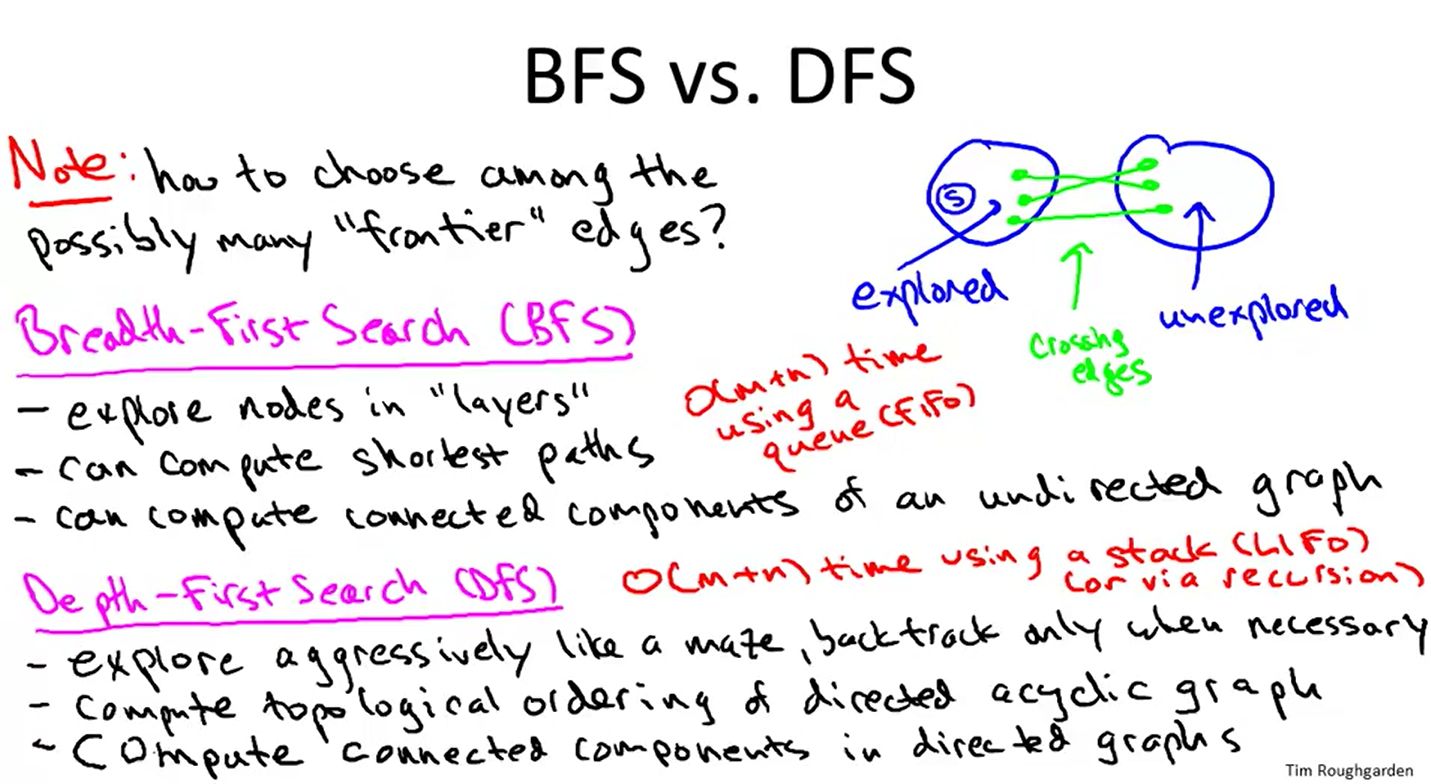 BFS vs. DFS
Note: how to choose among the
possibly many "frontier" edges?
S
explored
crossing
edges
unexplored
Breadth-First Search (BFS)
- explore nodes in "layers"
- can compute shortest paths
- can compute connected components of an undirected graph
O(m+n) time
using a
queue (FIFO)
Depth-First Search (DFS)
O(m+n) time using a stack (LIFO)
(or via recursion)
- explore aggressively like a maze, backtrack only when necessary
- compute topological ordering of directed acyclic graph
- compute connected components in directed graphs
Tim Roughgarden